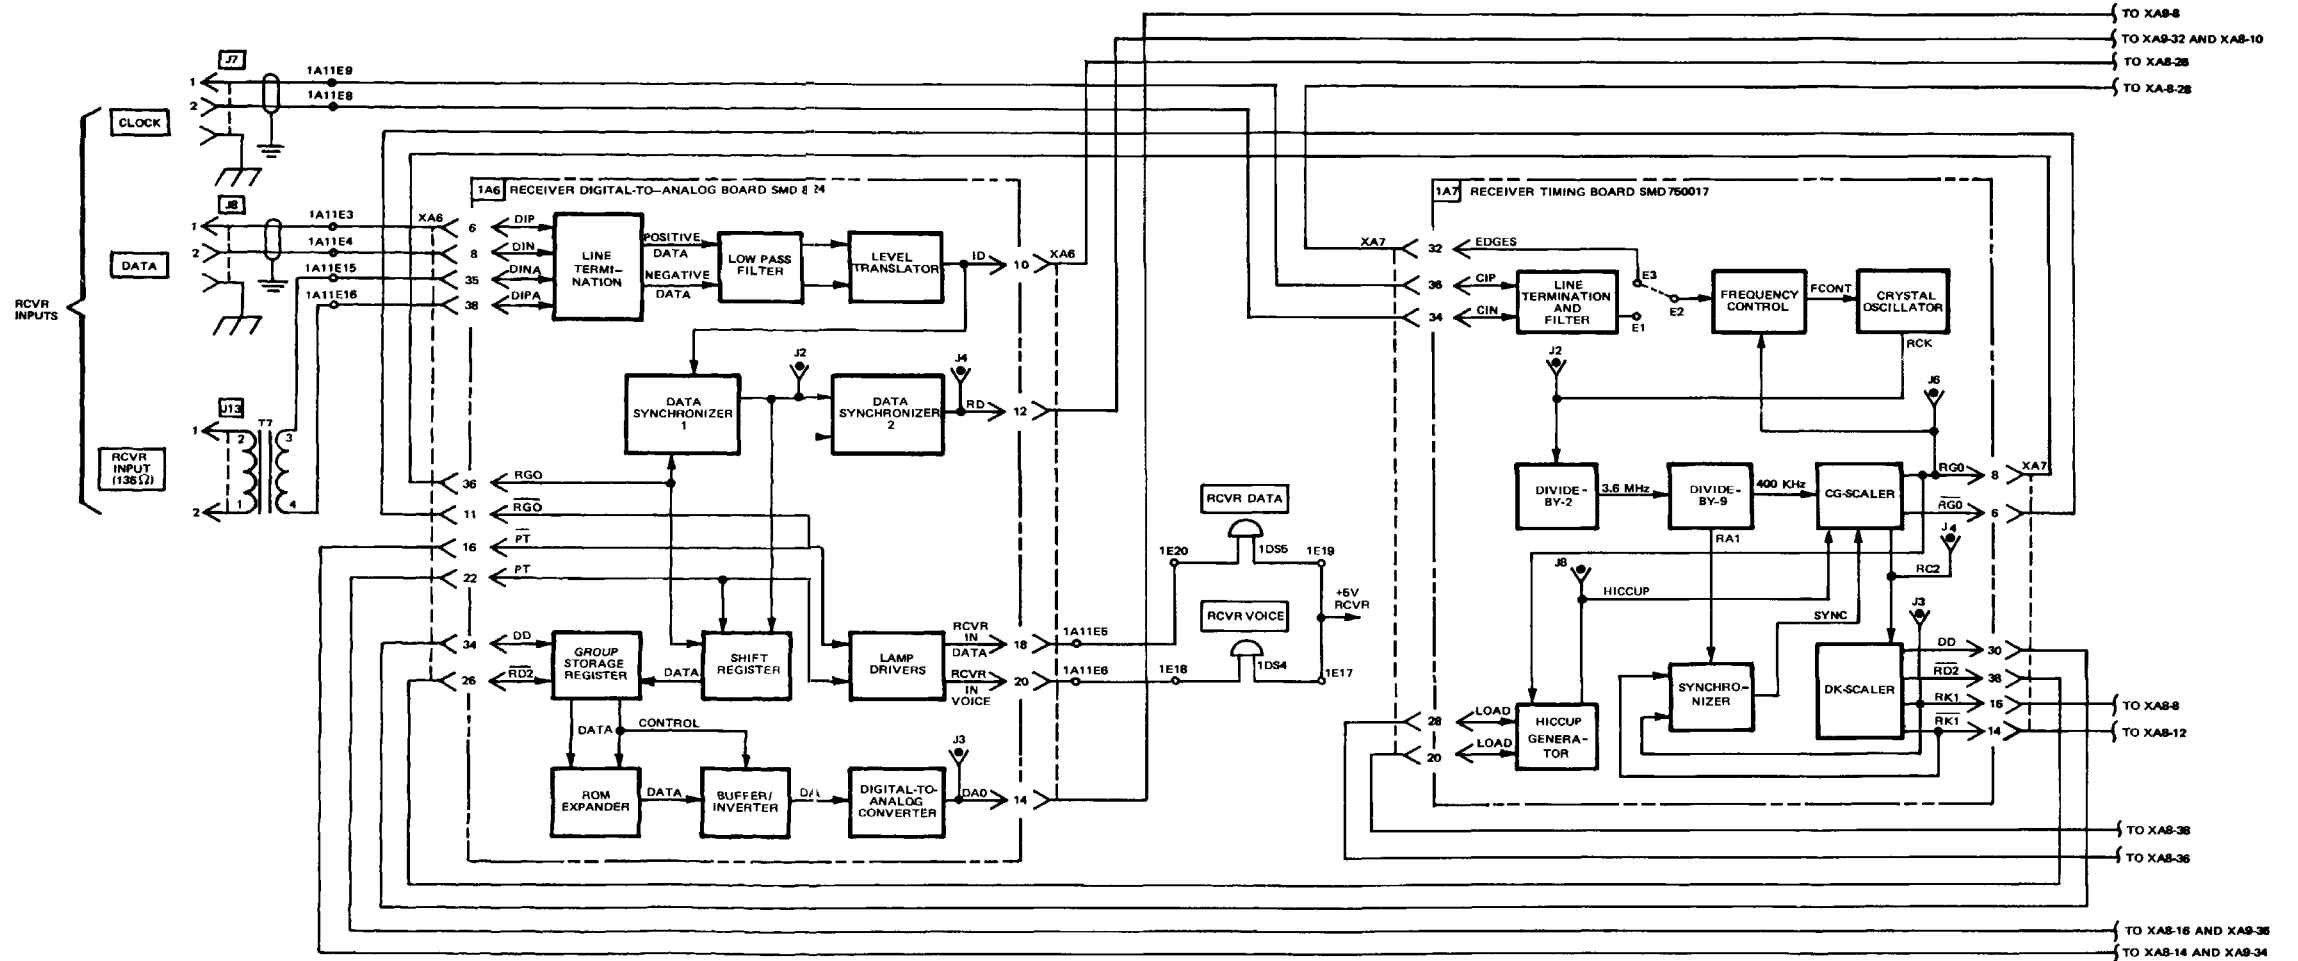 TO XA9-8
TO XA9-32 AND XA8-10
TO XA8-26
TO XA-8-28
J7
1
2
1A11E9
1A11E8
CLOCK
RCVR INPUTS
J8
1
2
DATA
1A11E3
1A11E4
1A11E15
1A11E16
J13
1
2
T7
2
3
1
4
RCVR INPUT (135Ω)
1A6 RECEIVER DIGITAL-TO-ANALOG BOARD SMD
XA6
6 DIP
8 DIN
35 DINA
38 DIPA
LINE TERMI-NATION
POSITIVE DATA
NEGATIVE DATA
LOW PASS FILTER
LEVEL TRANSLATOR
ID
10
XA6
DATA SYNCHRONIZER 1
J2
DATA SYNCHRONIZER 2
J4
RD
12
36 RGO
11 R̅G̅O̅
16 P̅T̅
22 PT
34 DD
26 R̅D̅2̅
GROUP STORAGE REGISTER
DATA
SHIFT REGISTER
LAMP DRIVERS
RCVR IN DATA
18
RCVR IN VOICE
20
DATA
CONTROL
ROM EXPANDER
DATA
BUFFER/ INVERTER
DIGITAL-TO-ANALOG CONVERTER
J3
DA0
14
1A11E5
1A11E6
1E20
1E18
RCVR DATA
1DS5
1E19
RCVR VOICE
1DS4
1E17
+5V RCVR
1A7 RECEIVER TIMING BOARD SMD750017
XA7
32 EDGES
36 CIP
34 CIN
LINE TERMINATION AND FILTER
E3
E2
E1
FREQUENCY CONTROL
FCONT
CRYSTAL OSCILLATOR
RCK
J2
J6
DIVIDE-BY-2
3.6 MHz
DIVIDE-BY-9
400 KHz
CG-SCALER
RG0
8
XA7
R̅G̅0̅
6
J4
RA1
RC2
J8
HICCUP
SYNC
J3
28 LOAD
20 LOAD
HICCUP GENERA-TOR
SYNCHRO-NIZER
DK-SCALER
DD
30
R̅D̅2̅
38
RK1
16
R̅K̅1̅
14
TO XA8-8
TO XA8-12
TO XA8-38
TO XA8-36
TO XA8-16 AND XA9-36
TO XA8-14 AND XA9-34